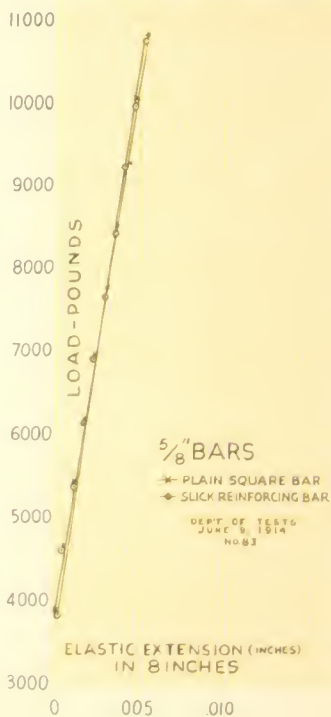 11000
10000
9000
8000
7000
6000
5000
4000
3000
LOAD-POUNDS
5/8" BARS
PLAIN SQUARE BAR
SLICK REINFORCING BAR
DEP'T OF TESTS
JUNE 9, 1914
NO.83
ELASTIC EXTENSION (INCHES)
IN 8 INCHES
0 005 .010